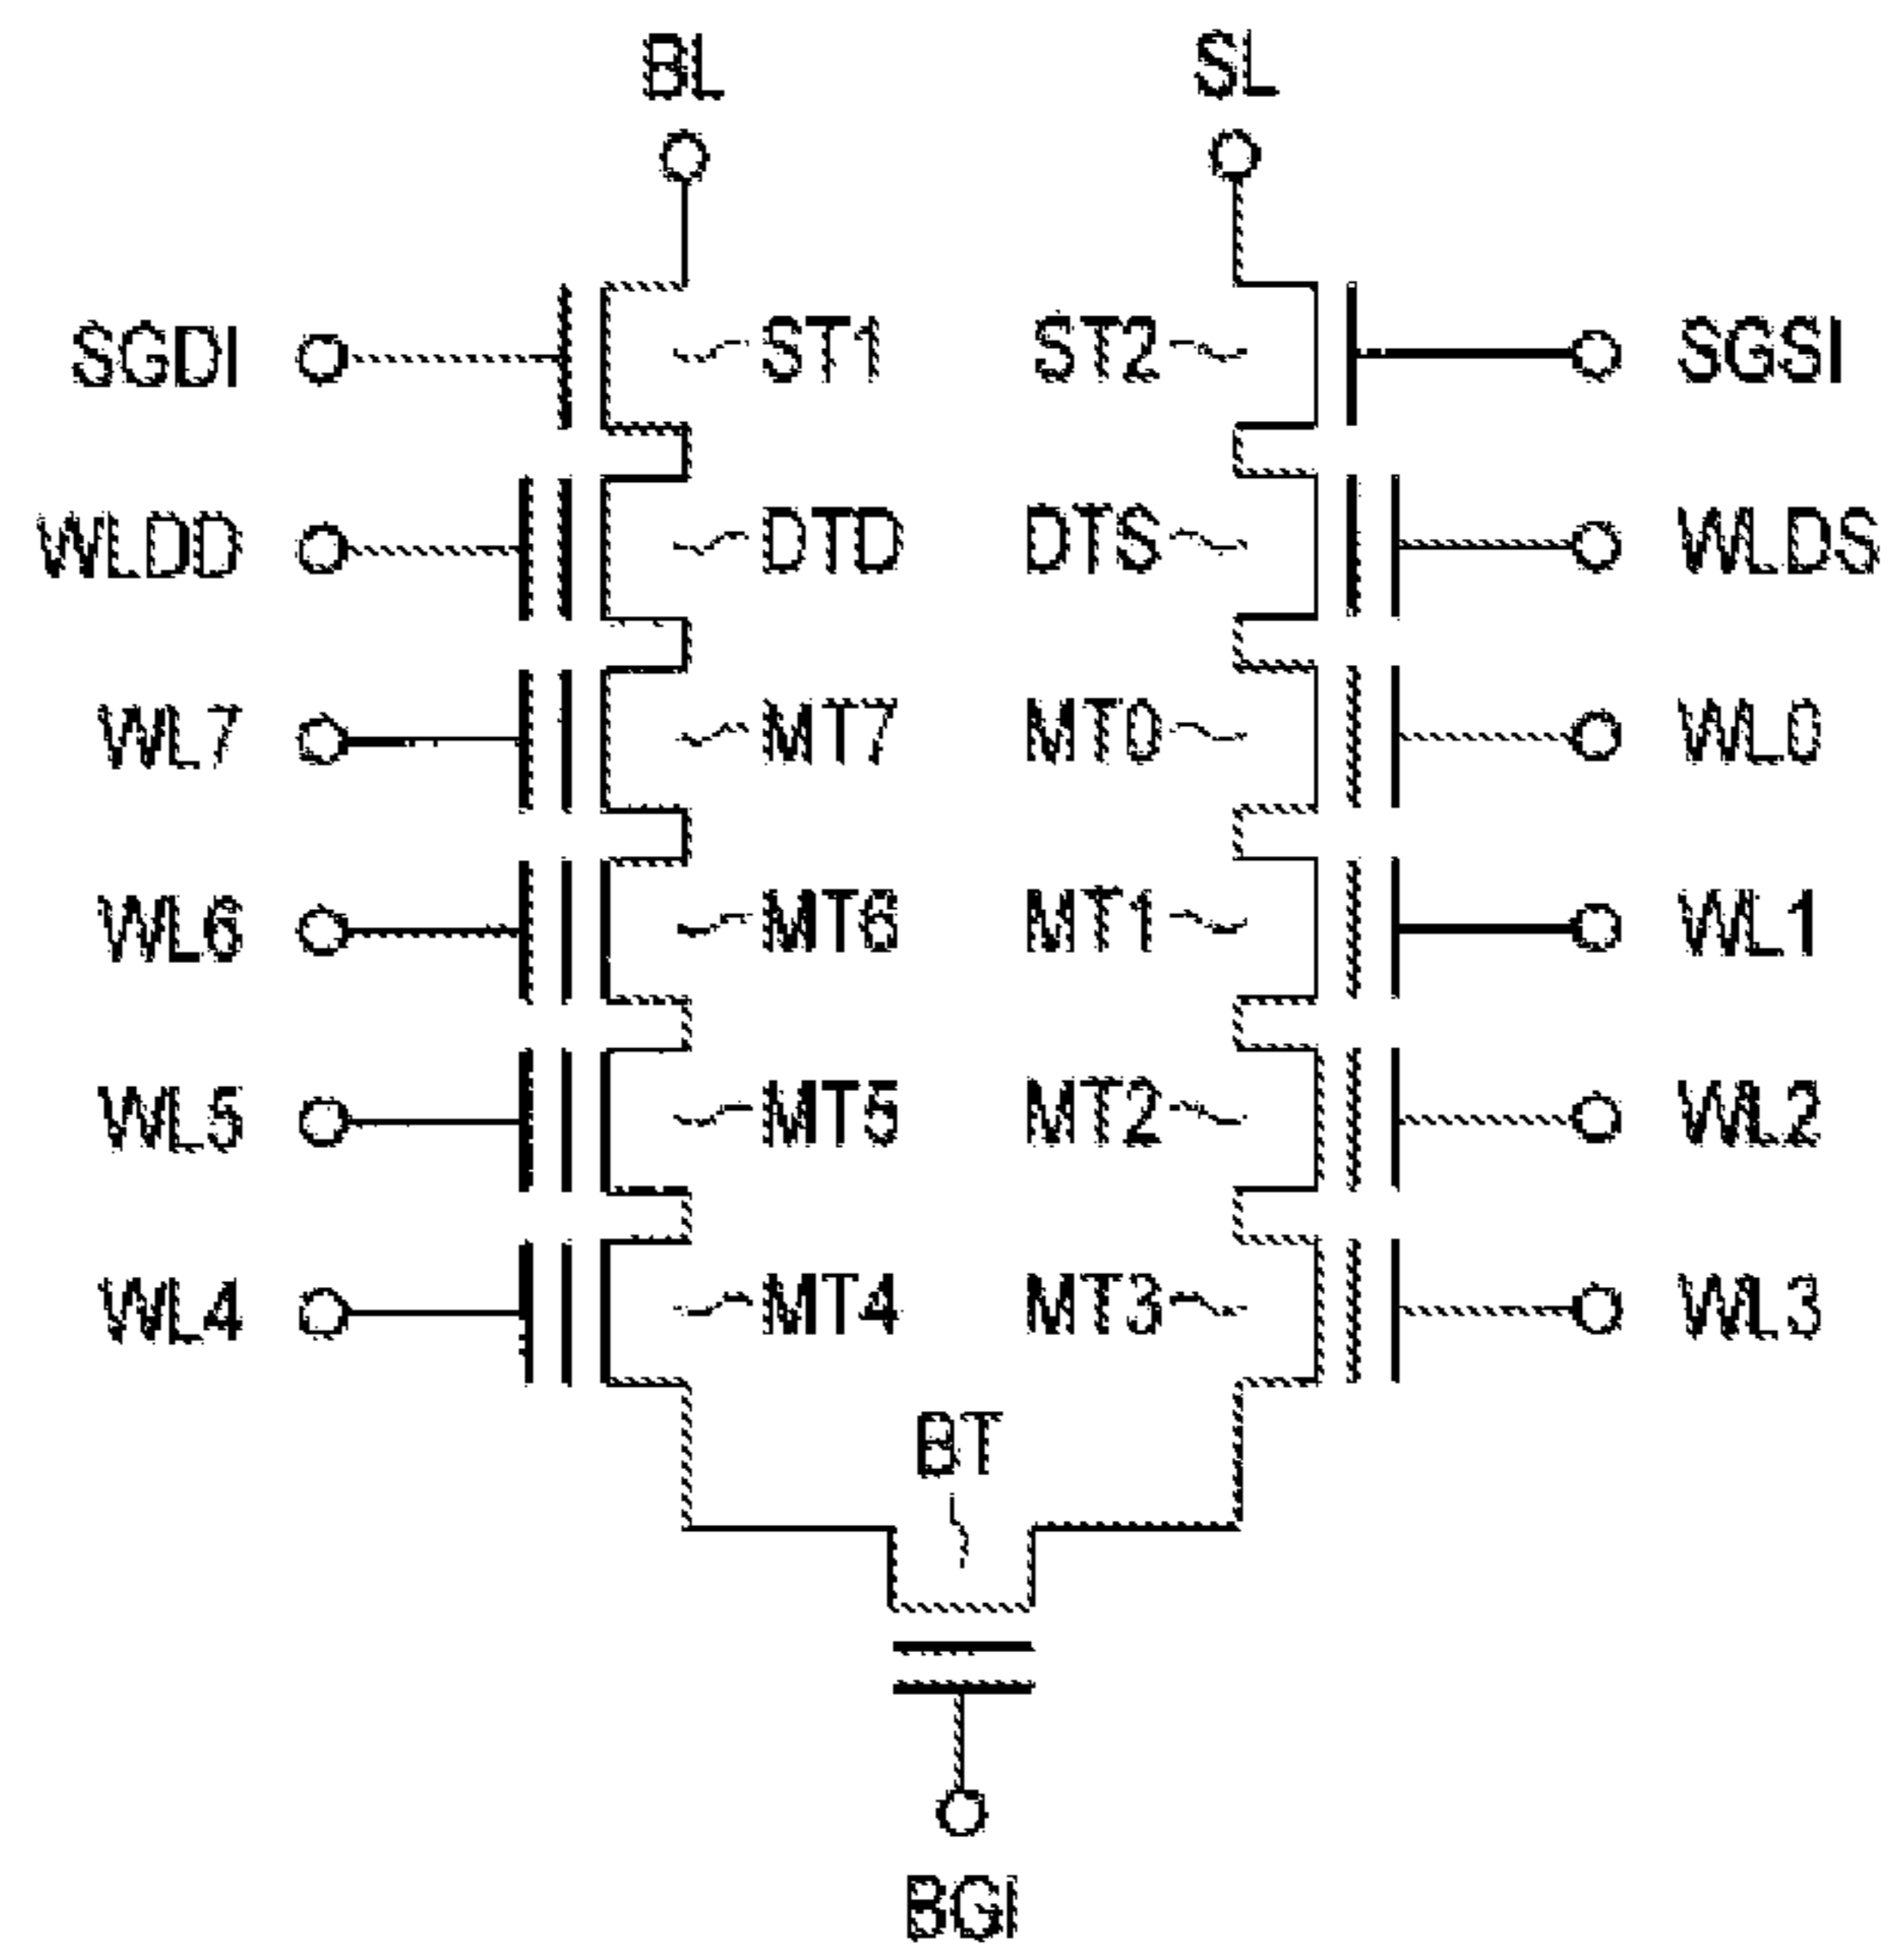 BL SL
SGDI ST1 ST2 SGSI
WLDD DTD DTS WLDS
WL7 MT7 MT0 WL0
WL6 MT6 MT1 WL1
WL5 MT5 MT2 WL2
WL4 MT4 MT3 WL3
BT
BGI